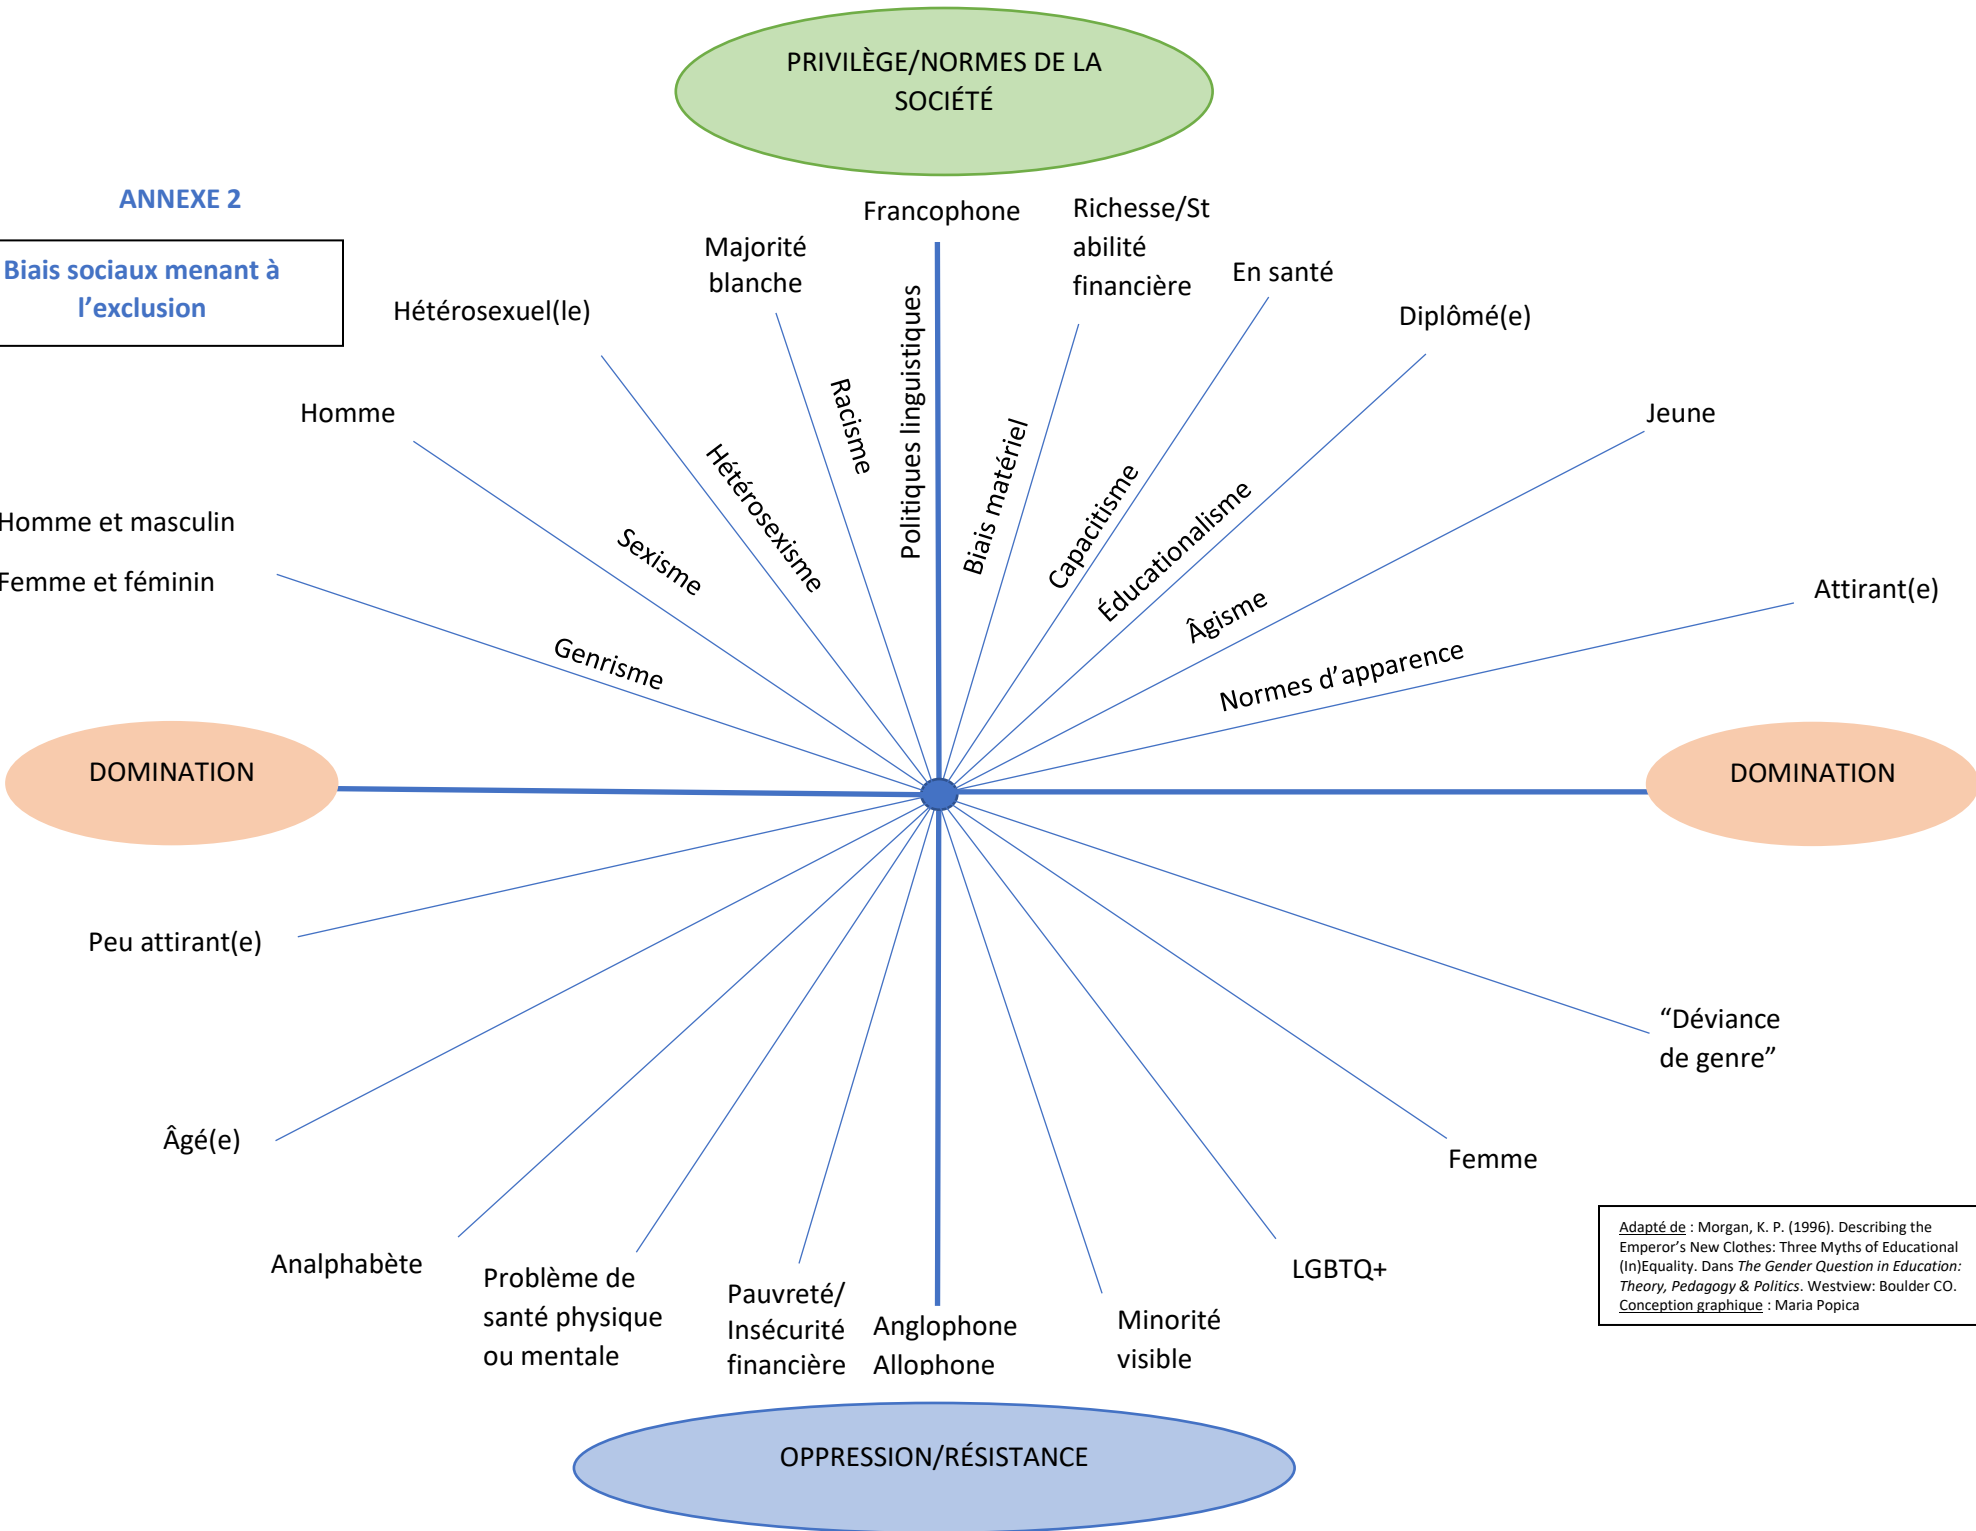 PRIVILÈGE/NORMES DE LA
SOCIÉTÉ
ANNEXE 2
Biais sociaux menant à
l’exclusion
Homme et masculin
Femme et féminin
Homme
Hétérosexuel(le)
Majorité
blanche
Francophone
Richesse/St
abilité
financière
En santé
Diplômé(e)
Jeune
Attirant(e)
Genrisme
Sexisme
Hétérosexisme
Racisme
Politiques linguistiques
Biais matériel
Capacitisme
Éducationalisme
Âgisme
Normes d’apparence
DOMINATION
DOMINATION
Peu attirant(e)
Âgé(e)
Analphabète
Problème de
santé physique
ou mentale
Pauvreté/
Insécurité
financière
Anglophone
Allophone
Minorité
visible
LGBTQ+
Femme
“Déviance
de genre”
OPPRESSION/RÉSISTANCE
Adapté de : Morgan, K. P. (1996). Describing the
Emperor’s New Clothes: Three Myths of Educational
(In)Equality. Dans The Gender Question in Education:
Theory, Pedagogy & Politics. Westview: Boulder CO.
Conception graphique : Maria Popica